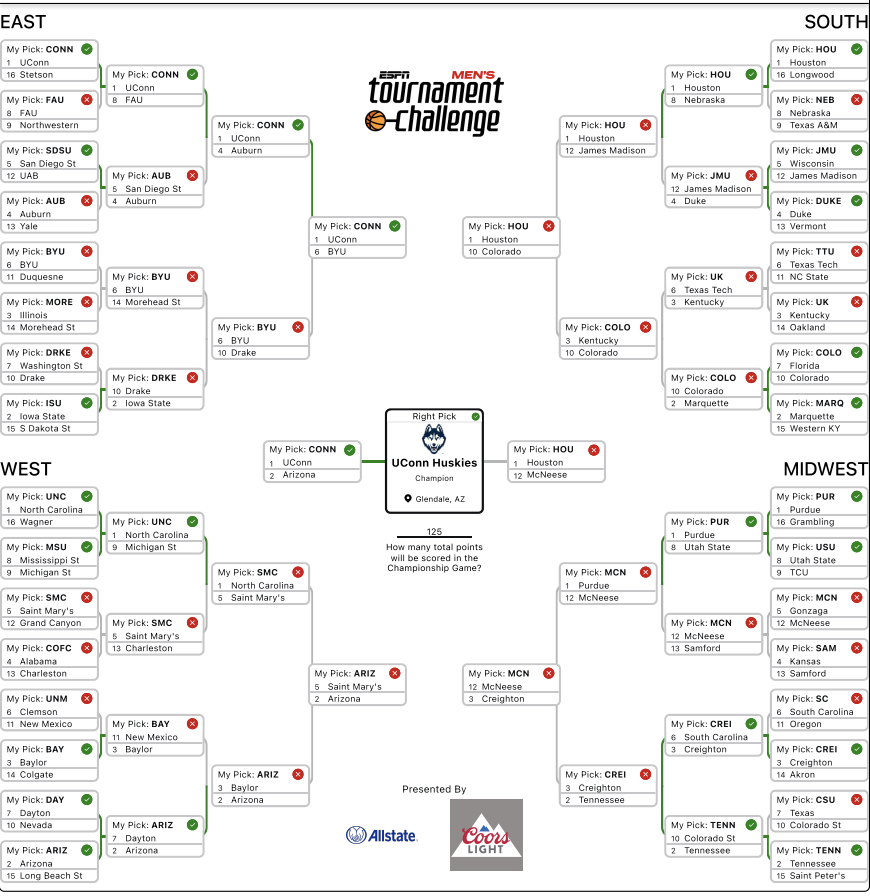 EAST
My Pick: CONN
1 UConn
16 Stetson
My Pick: FAU
8 FAU
9 Northwestern
My Pick: SDSU
5 San Diego St
12 UAB
My Pick: AUB
4 Auburn
13 Yale
My Pick: BYU
6 BYU
11 Duquesne
My Pick: MORE
3 Illinois
14 Morehead St
My Pick: DRKE
7 Washington St
10 Drake
My Pick: ISU
2 Iowa State
15 S Dakota St
My Pick: CONN
1 UConn
8 FAU
My Pick: AUB
5 San Diego St
4 Auburn
My Pick: BYU
6 BYU
14 Morehead St
My Pick: DRKE
10 Drake
2 Iowa State
My Pick: CONN
1 UConn
4 Auburn
My Pick: BYU
6 BYU
10 Drake
My Pick: CONN
1 UConn
6 BYU
ESPN MEN'S
tournament
challenge
SOUTH
My Pick: HOU
1 Houston
16 Longwood
My Pick: NEB
8 Nebraska
9 Texas A&M
My Pick: JMU
5 Wisconsin
12 James Madison
My Pick: DUKE
4 Duke
13 Vermont
My Pick: TTU
6 Texas Tech
11 NC State
My Pick: UK
3 Kentucky
14 Oakland
My Pick: COLO
7 Florida
10 Colorado
My Pick: MARQ
2 Marquette
15 Western KY
My Pick: HOU
1 Houston
8 Nebraska
My Pick: JMU
12 James Madison
4 Duke
My Pick: UK
6 Texas Tech
3 Kentucky
My Pick: COLO
10 Colorado
2 Marquette
My Pick: HOU
1 Houston
12 James Madison
My Pick: COLO
3 Kentucky
10 Colorado
My Pick: HOU
1 Houston
10 Colorado
My Pick: CONN
1 UConn
2 Arizona
Right Pick
UConn Huskies
Champion
Glendale, AZ
My Pick: HOU
1 Houston
12 McNeese
125
How many total points
will be scored in the
Championship Game?
WEST
My Pick: UNC
1 North Carolina
16 Wagner
My Pick: MSU
8 Mississippi St
9 Michigan St
My Pick: SMC
5 Saint Mary's
12 Grand Canyon
My Pick: COFC
4 Alabama
13 Charleston
My Pick: UNM
6 Clemson
11 New Mexico
My Pick: BAY
3 Baylor
14 Colgate
My Pick: DAY
7 Dayton
10 Nevada
My Pick: ARIZ
2 Arizona
15 Long Beach St
My Pick: UNC
1 North Carolina
9 Michigan St
My Pick: SMC
5 Saint Mary's
13 Charleston
My Pick: BAY
11 New Mexico
3 Baylor
My Pick: ARIZ
7 Dayton
2 Arizona
My Pick: SMC
1 North Carolina
5 Saint Mary's
My Pick: ARIZ
3 Baylor
2 Arizona
My Pick: ARIZ
5 Saint Mary's
2 Arizona
MIDWEST
My Pick: PUR
1 Purdue
16 Grambling
My Pick: USU
8 Utah State
9 TCU
My Pick: MCN
5 Gonzaga
12 McNeese
My Pick: SAM
4 Kansas
13 Samford
My Pick: SC
6 South Carolina
11 Oregon
My Pick: CREI
3 Creighton
14 Akron
My Pick: CSU
7 Texas
10 Colorado St
My Pick: TENN
2 Tennessee
15 Saint Peter's
My Pick: PUR
1 Purdue
8 Utah State
My Pick: MCN
12 McNeese
13 Samford
My Pick: CREI
6 South Carolina
3 Creighton
My Pick: TENN
10 Colorado St
2 Tennessee
My Pick: MCN
1 Purdue
12 McNeese
My Pick: CREI
3 Creighton
2 Tennessee
My Pick: MCN
12 McNeese
3 Creighton
Presented By
Allstate.
Coors
LIGHT